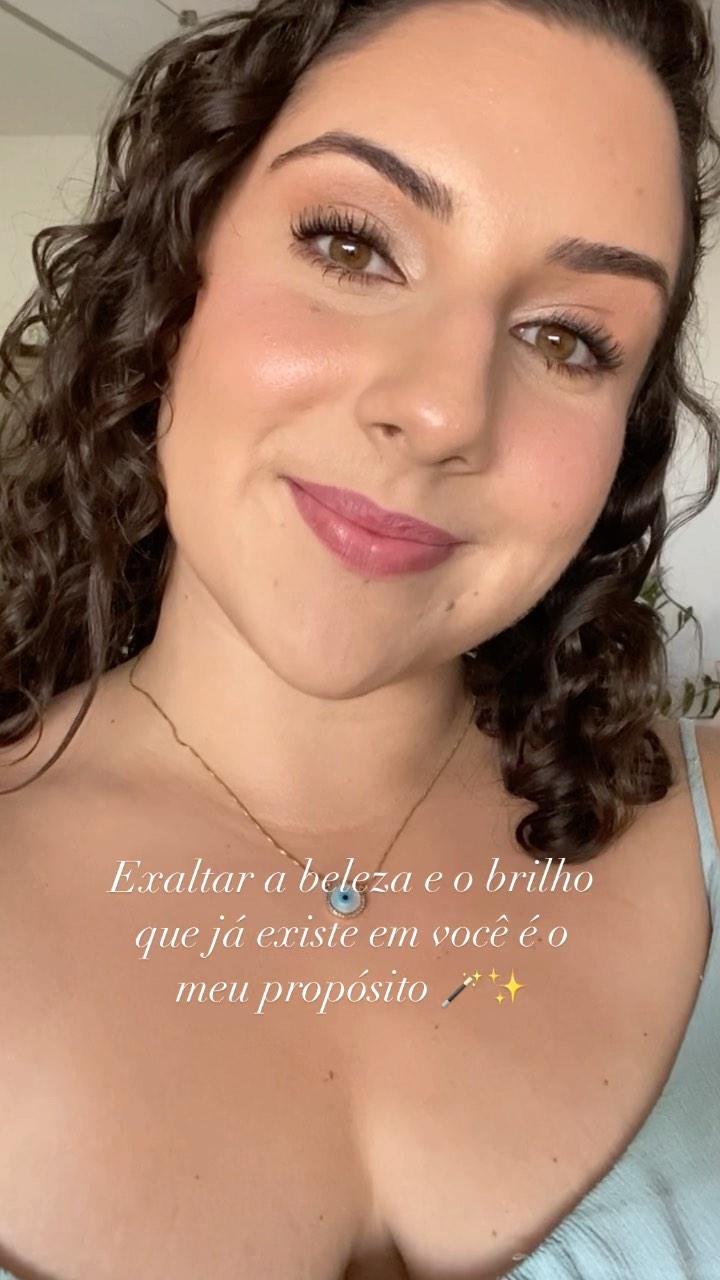 Exaltar a beleza e o brilho
que já existe em você é o
meu propósito 🪄✨